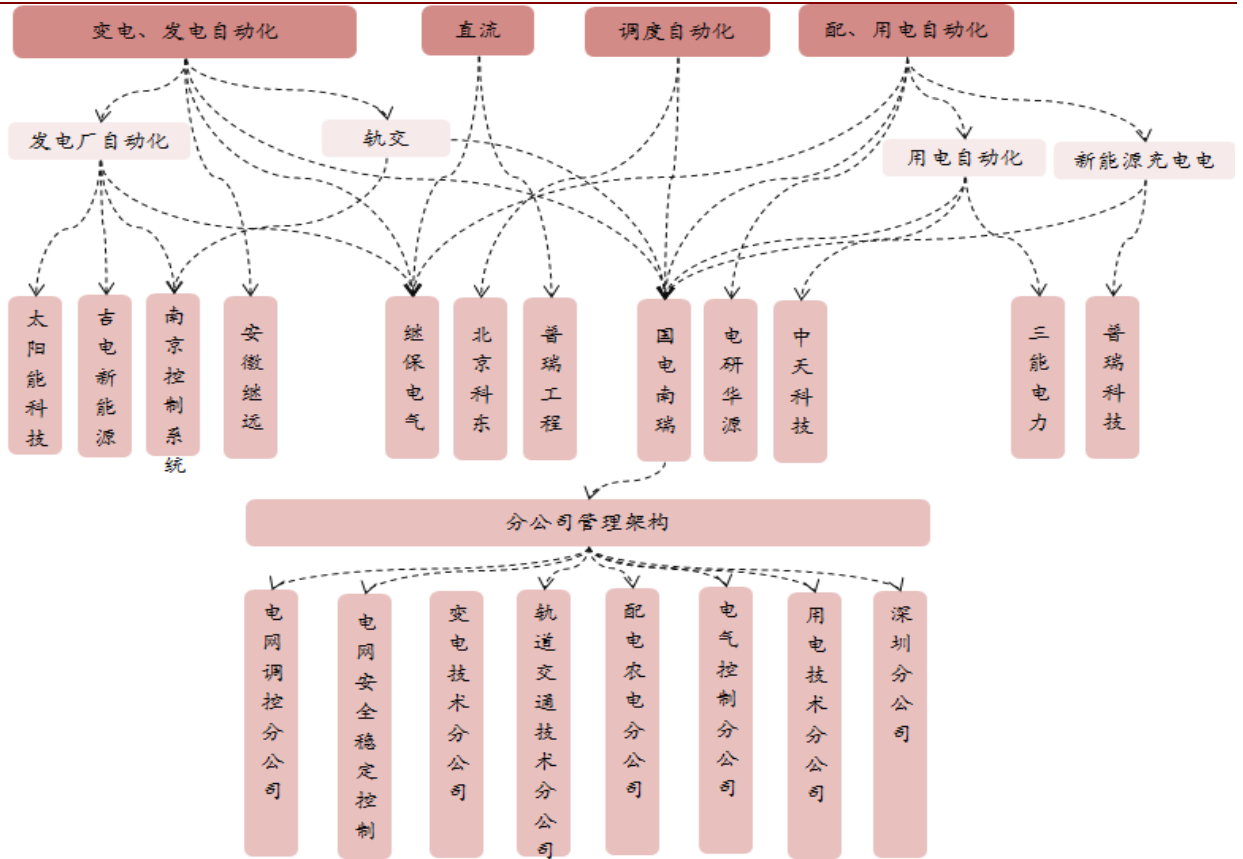 变电、发电自动化
直流
调度自动化
配、用电自动化
发电厂自动化
轨交
用电自动化
新能源充电电
太阳能科技
吉电新能源
南京控制系统
安徽继远
继保电气
北京科东
普瑞工程
国电南瑞
电研华源
中天科技
三能电力
普瑞科技
分公司管理架构
电网调控分公司
电网安全稳定控制
变电技术分公司
轨道交通技术分公司
配电农电分公司
电气控制分公司
用电技术分公司
深圳分公司